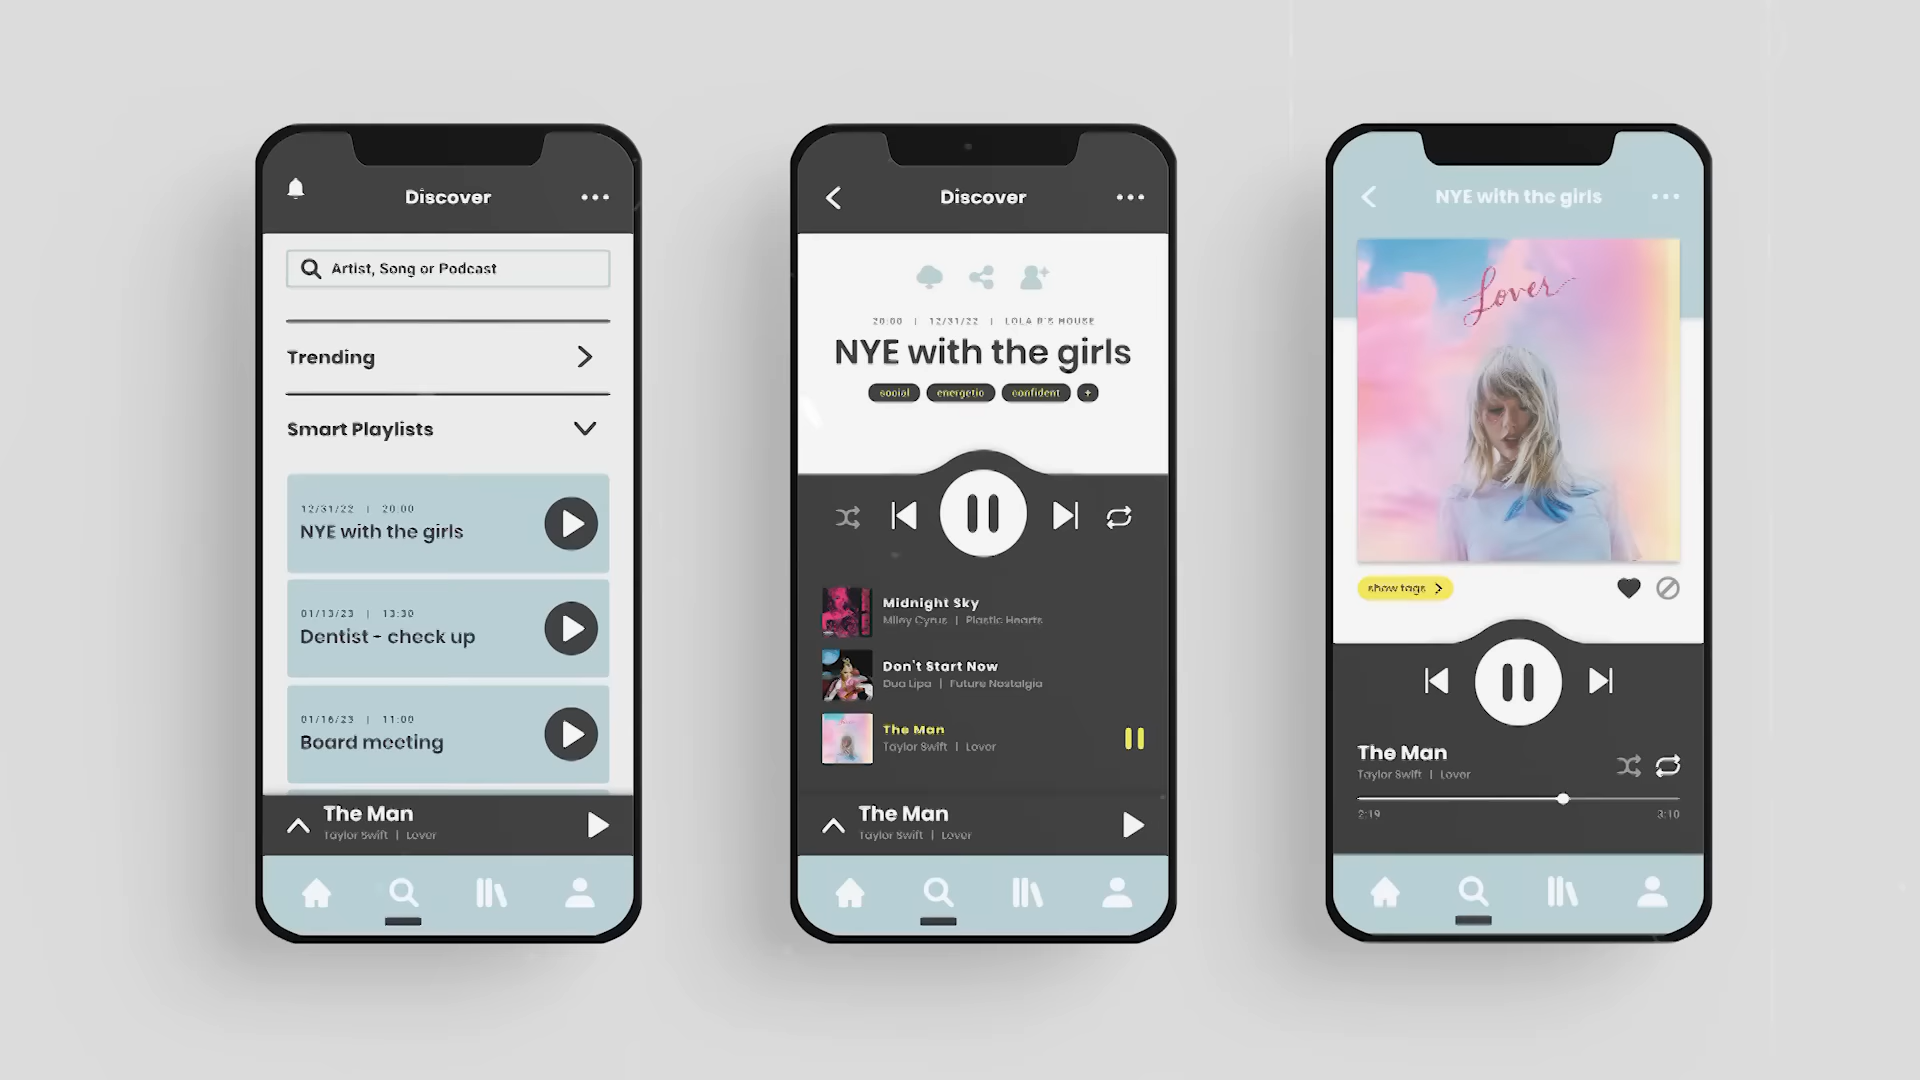 Discover
Artist, Song or Podcast
Trending
Smart Playlists
12/31/22 | 20:00
NYE with the girls
01/13/23 | 13:30
Dentist - check up
01/16/23 | 11:00
Board meeting
The Man
Taylor Swift | Lover
Discover
20:00 | 12/31/22 | LOLA B'S HOUSE
NYE with the girls
social energetic confident +
Midnight Sky
Miley Cyrus | Plastic Hearts
Don't Start Now
Dua Lipa | Future Nostalgia
The Man
Taylor Swift | Lover
The Man
Taylor Swift | Lover
NYE with the girls
Lover
show tags
The Man
Taylor Swift | Lover
2:19 3:10